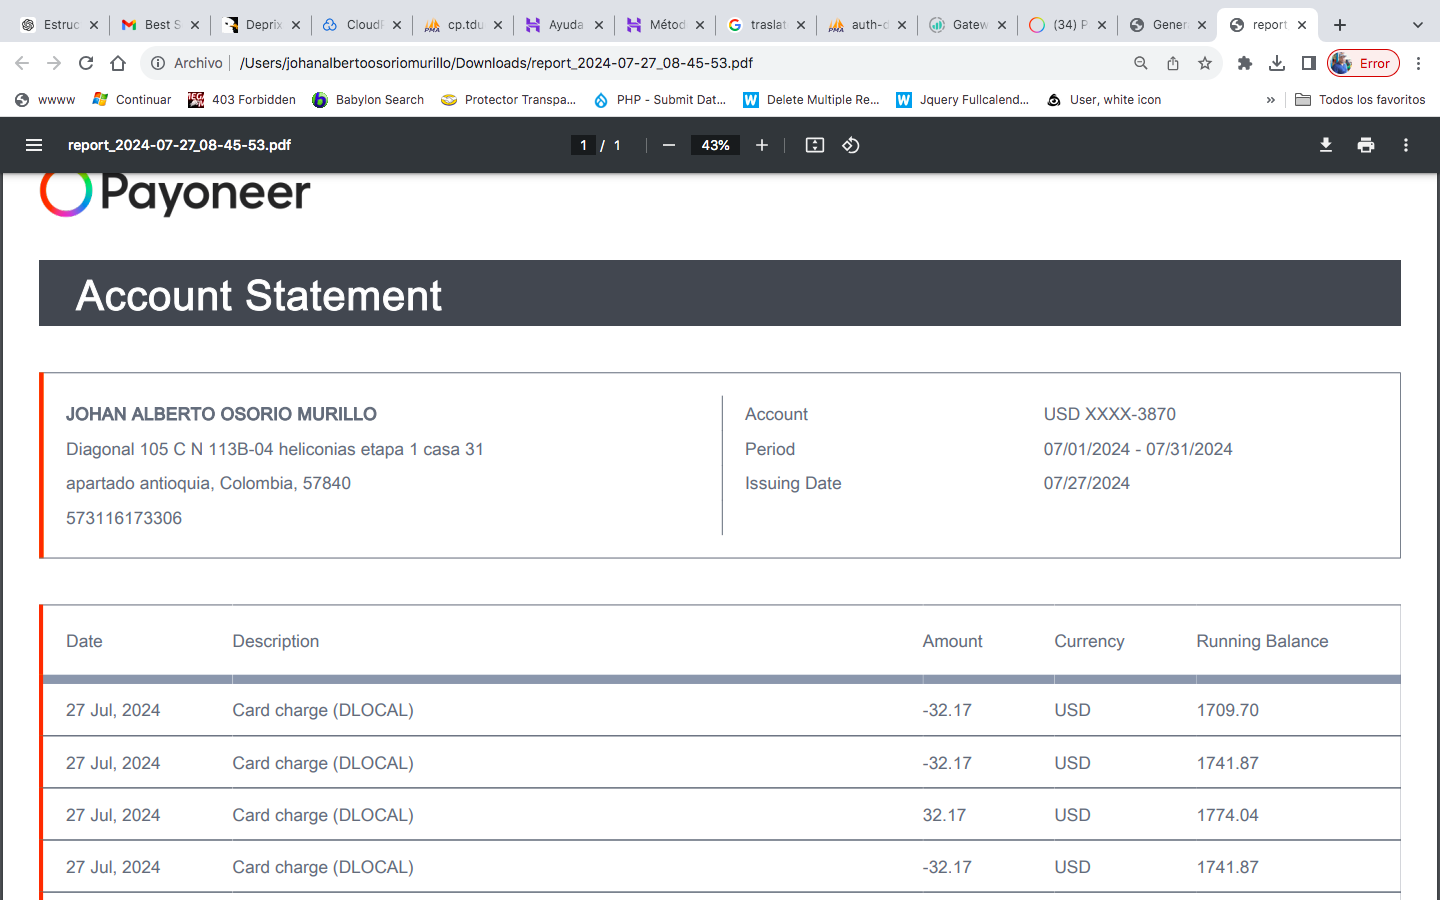 Estruc
Best S
Deprix
CloudF
cp.tdu
Ayuda
Métod
traslat
auth-d
Gatew
(34) P
Gener
report
Archivo /Users/johanalbertoosoriomurillo/Downloads/report_2024-07-27_08-45-53.pdf Error
wwww Continuar 403 Forbidden Babylon Search Protector Transpa... PHP - Submit Dat... Delete Multiple Re... Jquery Fullcalend... User, white icon » Todos los favoritos
report_2024-07-27_08-45-53.pdf 1 / 1 43%
Payoneer
Account Statement
JOHAN ALBERTO OSORIO MURILLO
Diagonal 105 C N 113B-04 heliconias etapa 1 casa 31
apartado antioquia, Colombia, 57840
573116173306
Account USD XXXX-3870
Period 07/01/2024 - 07/31/2024
Issuing Date 07/27/2024
Date Description Amount Currency Running Balance
27 Jul, 2024 Card charge (DLOCAL) -32.17 USD 1709.70
27 Jul, 2024 Card charge (DLOCAL) -32.17 USD 1741.87
27 Jul, 2024 Card charge (DLOCAL) 32.17 USD 1774.04
27 Jul, 2024 Card charge (DLOCAL) -32.17 USD 1741.87